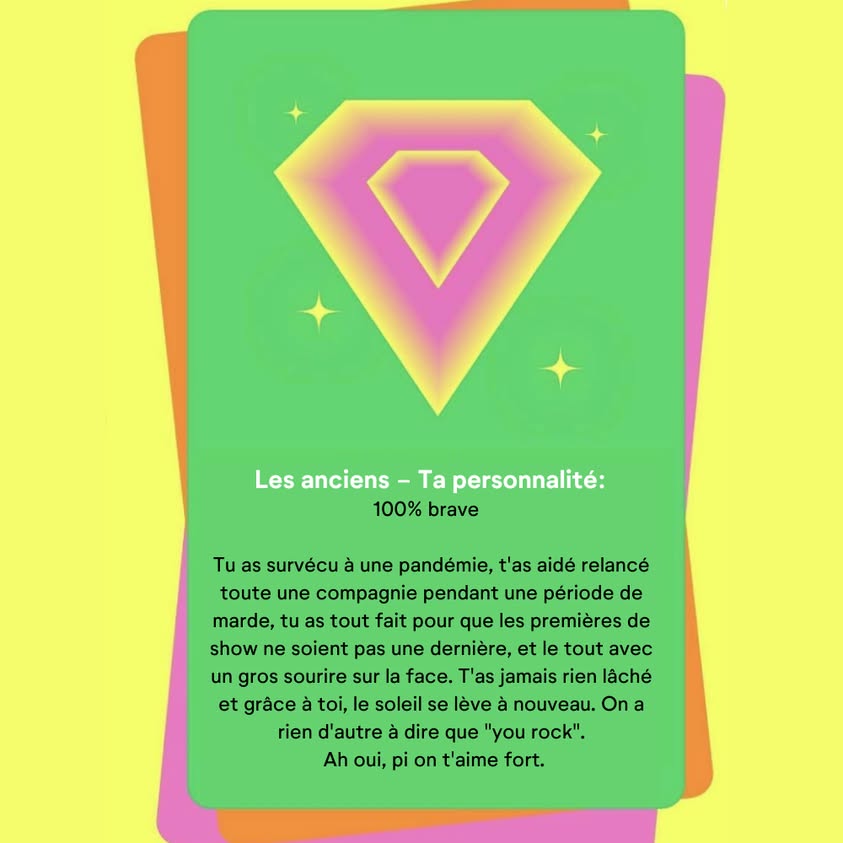 Les anciens – Ta personnalité:
100% brave
Tu as survécu à une pandémie, t'as aidé relancé
toute une compagnie pendant une période de
marde, tu as tout fait pour que les premières de
show ne soient pas une dernière, et le tout avec
un gros sourire sur la face. T'as jamais rien lâché
et grâce à toi, le soleil se lève à nouveau. On a
rien d'autre à dire que "you rock".
Ah oui, pi on t'aime fort.